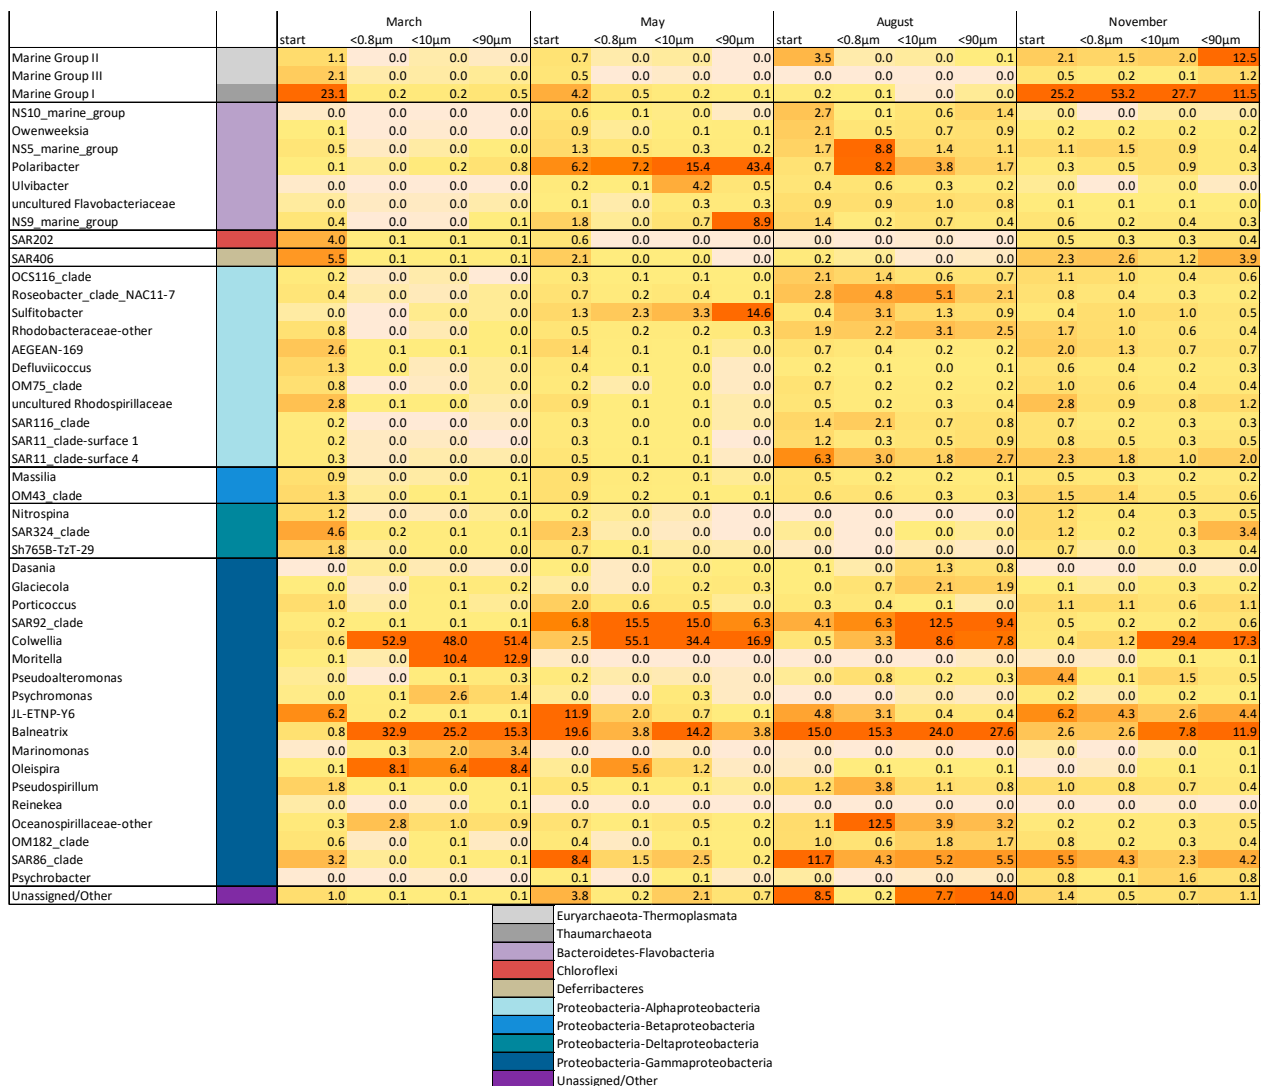 March May August November
start <0.8µm <10µm <90µm start <0.8µm <10µm <90µm start <0.8µm <10µm <90µm start <0.8µm <10µm <90µm
Marine Group II 1.1 0.0 0.0 0.0 0.7 0.0 0.0 0.0 3.5 0.0 0.0 0.1 2.1 1.5 2.0 12.5
Marine Group III 2.1 0.0 0.0 0.0 0.5 0.0 0.0 0.0 0.0 0.0 0.0 0.0 0.5 0.2 0.1 1.2
Marine Group I 23.1 0.2 0.2 0.5 4.2 0.5 0.2 0.1 0.2 0.1 0.0 0.0 25.2 53.2 27.7 11.5
NS10_marine_group 0.0 0.0 0.0 0.0 0.6 0.1 0.0 0.0 2.7 0.1 0.6 1.4 0.0 0.0 0.0 0.0
Owenweeksia 0.1 0.0 0.0 0.0 0.9 0.0 0.1 0.1 2.1 0.5 0.7 0.9 0.2 0.2 0.2 0.2
NS5_marine_group 0.5 0.0 0.0 0.1 1.3 0.5 0.3 0.2 1.7 8.8 1.4 1.1 1.1 1.5 0.9 0.4
Polaribacter 0.1 0.0 0.2 0.8 6.2 7.2 15.4 43.4 0.7 8.2 3.8 1.7 0.3 0.5 0.9 0.3
Ulvibacter 0.0 0.0 0.0 0.0 0.2 0.1 4.2 0.5 0.4 0.6 0.3 0.2 0.0 0.0 0.0 0.0
uncultured Flavobacteriaceae 0.0 0.0 0.0 0.0 0.1 0.0 0.3 0.3 0.9 0.9 1.0 0.8 0.1 0.1 0.1 0.0
NS9_marine_group 0.4 0.0 0.0 0.1 1.8 0.0 0.7 8.9 1.4 0.2 0.7 0.4 0.6 0.2 0.4 0.3
SAR202 4.0 0.1 0.1 0.1 0.6 0.0 0.0 0.0 0.0 0.0 0.0 0.0 0.5 0.3 0.3 0.4
SAR406 5.5 0.1 0.1 0.1 2.1 0.0 0.0 0.0 0.2 0.0 0.0 0.0 2.3 2.6 1.2 3.9
OCS116_clade 0.2 0.0 0.0 0.0 0.3 0.1 0.1 0.0 2.1 1.4 0.6 0.7 1.1 1.0 0.4 0.6
Roseobacter_clade_NAC11-7 0.4 0.0 0.0 0.0 0.7 0.2 0.4 0.1 2.8 4.8 5.1 2.1 0.8 0.4 0.3 0.2
Sulfitobacter 0.0 0.0 0.0 0.0 1.3 2.3 3.3 14.6 0.4 3.1 1.3 0.9 0.4 1.0 1.0 0.5
Rhodobacteraceae-other 0.8 0.0 0.0 0.1 0.5 0.2 0.2 0.3 1.9 2.2 3.1 2.5 1.7 1.0 0.6 0.4
AEGEAN-169 2.6 0.1 0.1 0.1 1.4 0.1 0.1 0.0 0.7 0.4 0.2 0.2 2.0 1.3 0.7 0.7
Defluviicoccus 1.3 0.0 0.0 0.0 0.4 0.1 0.0 0.0 0.2 0.1 0.1 0.0 0.6 0.4 0.2 0.3
OM75_clade 0.8 0.0 0.0 0.0 0.2 0.0 0.0 0.0 0.7 0.2 0.2 0.2 1.0 0.6 0.4 0.4
uncultured Rhodospirillaceae 2.8 0.1 0.0 0.0 0.9 0.1 0.1 0.0 0.5 0.2 0.3 0.4 2.8 0.9 0.8 1.2
SAR116_clade 0.2 0.0 0.0 0.0 0.3 0.0 0.0 0.0 1.4 2.1 0.7 0.8 0.7 0.2 0.3 0.3
SAR11_clade-surface 1 0.2 0.0 0.0 0.0 0.3 0.1 0.1 0.0 1.2 0.3 0.5 0.9 0.8 0.5 0.3 0.5
SAR11_clade-surface 4 0.3 0.0 0.0 0.0 0.5 0.1 0.1 0.0 6.3 3.0 1.8 2.7 2.3 1.8 1.0 2.0
Massilia 0.9 0.0 0.0 0.1 0.9 0.2 0.1 0.0 0.5 0.2 0.2 0.1 0.5 0.3 0.2 0.2
OM43_clade 1.3 0.0 0.1 0.1 0.9 0.2 0.1 0.1 0.6 0.6 0.3 0.3 1.5 1.4 0.5 0.6
Nitrospina 1.2 0.0 0.0 0.0 0.2 0.0 0.0 0.0 0.0 0.0 0.0 0.0 1.2 0.4 0.3 0.5
SAR324_clade 4.6 0.2 0.1 0.1 2.3 0.0 0.0 0.0 0.0 0.0 0.0 0.0 1.2 0.2 0.3 3.4
Sh765B-TzT-29 1.8 0.0 0.0 0.0 0.7 0.1 0.0 0.0 0.0 0.0 0.0 0.0 0.7 0.0 0.3 0.4
Dasania 0.0 0.0 0.0 0.0 0.0 0.0 0.0 0.0 0.1 0.0 1.3 0.8 0.0 0.0 0.0 0.0
Glaciecola 0.0 0.0 0.1 0.2 0.0 0.0 0.2 0.3 0.0 0.7 2.1 1.9 0.1 0.0 0.3 0.2
Porticoccus 1.0 0.0 0.1 0.0 2.0 0.6 0.5 0.0 0.3 0.4 0.1 0.0 1.1 1.1 0.6 1.1
SAR92_clade 0.2 0.1 0.1 0.1 6.8 15.5 15.0 6.3 4.1 6.3 12.5 9.4 0.5 0.2 0.2 0.6
Colwellia 0.6 52.9 48.0 51.4 2.5 55.1 34.4 16.9 0.5 3.3 8.6 7.8 0.4 1.2 29.4 17.3
Moritella 0.1 0.0 10.4 12.9 0.0 0.0 0.0 0.0 0.0 0.0 0.0 0.0 0.0 0.0 0.1 0.1
Pseudoalteromonas 0.0 0.0 0.1 0.3 0.2 0.0 0.0 0.0 0.0 0.8 0.2 0.3 4.4 0.1 1.5 0.5
Psychromonas 0.0 0.1 2.6 1.4 0.0 0.0 0.3 0.0 0.0 0.0 0.0 0.0 0.2 0.0 0.2 0.1
JL-ETNP-Y6 6.2 0.2 0.1 0.1 11.9 2.0 0.7 0.1 4.8 3.1 0.4 0.4 6.2 4.3 2.6 4.4
Balneatrix 0.8 32.9 25.2 15.3 19.6 3.8 14.2 3.8 15.0 15.3 24.0 27.6 2.6 2.6 7.8 11.9
Marinomonas 0.0 0.3 2.0 3.4 0.0 0.0 0.0 0.0 0.0 0.0 0.0 0.0 0.0 0.0 0.0 0.1
Oleispira 0.1 8.1 6.4 8.4 0.0 5.6 1.2 0.0 0.0 0.1 0.1 0.1 0.0 0.0 0.1 0.1
Pseudospirillum 1.8 0.1 0.0 0.1 0.5 0.1 0.1 0.0 1.2 3.8 1.1 0.8 1.0 0.8 0.7 0.4
Reinekea 0.0 0.0 0.0 0.1 0.0 0.0 0.0 0.0 0.0 0.0 0.0 0.0 0.0 0.0 0.0 0.0
Oceanospirillaceae-other 0.3 2.8 1.0 0.9 0.7 0.1 0.5 0.2 1.1 12.5 3.9 3.2 0.2 0.2 0.3 0.5
OM182_clade 0.6 0.0 0.1 0.0 0.4 0.0 0.1 0.0 1.0 0.6 1.8 1.7 0.8 0.2 0.3 0.4
SAR86_clade 3.2 0.0 0.1 0.1 8.4 1.5 2.5 0.2 11.7 4.3 5.2 5.5 5.5 4.3 2.3 4.2
Psychrobacter 0.0 0.0 0.0 0.0 0.1 0.0 0.1 0.0 0.0 0.0 0.0 0.0 0.8 0.1 1.6 0.8
Unassigned/Other 1.0 0.1 0.1 0.1 3.8 0.2 2.1 0.7 8.5 0.2 7.7 14.0 1.4 0.5 0.7 1.1
Euryarchaeota-Thermoplasmata
Thaumarchaeota
Bacteroidetes-Flavobacteria
Chloroflexi
Deferribacteres
Proteobacteria-Alphaproteobacteria
Proteobacteria-Betaproteobacteria
Proteobacteria-Deltaproteobacteria
Proteobacteria-Gammaproteobacteria
Unassigned/Other